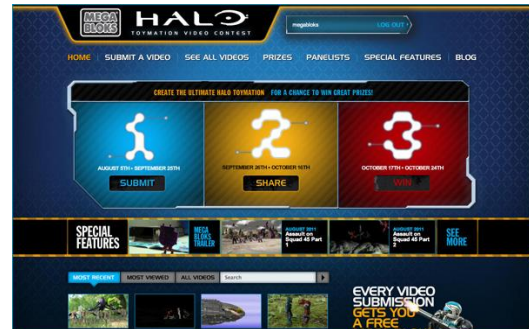 MEGA
BLOKS
HALO
TOYMATION VIDEO CONTEST
megabloks
LOG OUT
HOME
SUBMIT A VIDEO
SEE ALL VIDEOS
PRIZES
PANELISTS
SPECIAL FEATURES
BLOG
CREATE THE ULTIMATE HALO TOYMATION FOR A CHANCE TO WIN GREAT PRIZES!
1
AUGUST 5TH - SEPTEMBER 25TH
SUBMIT
2
SEPTEMBER 26TH - OCTOBER 16TH
SHARE
3
OCTOBER 17TH - OCTOBER 24TH
WIN
SPECIAL
FEATURES
MEGA
BLOKS
TRAILER
AUGUST 2011
Assault on
Squad 45 Part
1
AUGUST 2011
Assault on
Squad 45 Part
2
SEE
MORE
MOST RECENT
MOST VIEWED
ALL VIDEOS
Search
EVERY VIDEO
SUBMISSION
GETS YOU
A FREE